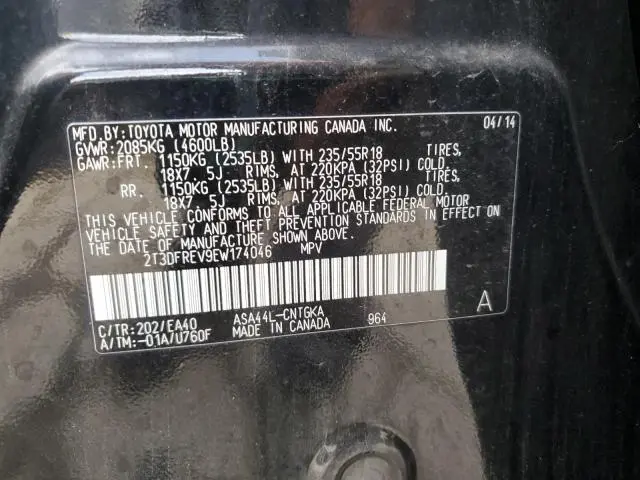 MFD.BY:TOYOTA MOTOR MANUFACTURING CANADA INC. 04/14
GVWR:2085KG (4600LB)
GAWR:FRT. 1150KG (2535LB) WITH 235/55R18 TIRES,
18X7 5J RIMS, AT 220KPA (32PSI) COLD.
RR. 1150KG (2535LB) WITH 235/55R18 TIRES,
18X7 5J RIMS, AT 220KPA (32PSI) COLD.
THIS VEHICLE CONFORMS TO ALL APPLICABLE FEDERAL MOTOR
VEHICLE SAFETY AND THEFT PREVENTION STANDARDS IN EFFECT ON
THE DATE OF MANUFACTURE SHOWN ABOVE.
2T3DFREV9EW174046 MPV
A
C/TR:202/EA40 ASA44L-CNTGKA
A/TM:-01A/U760F MADE IN CANADA 964